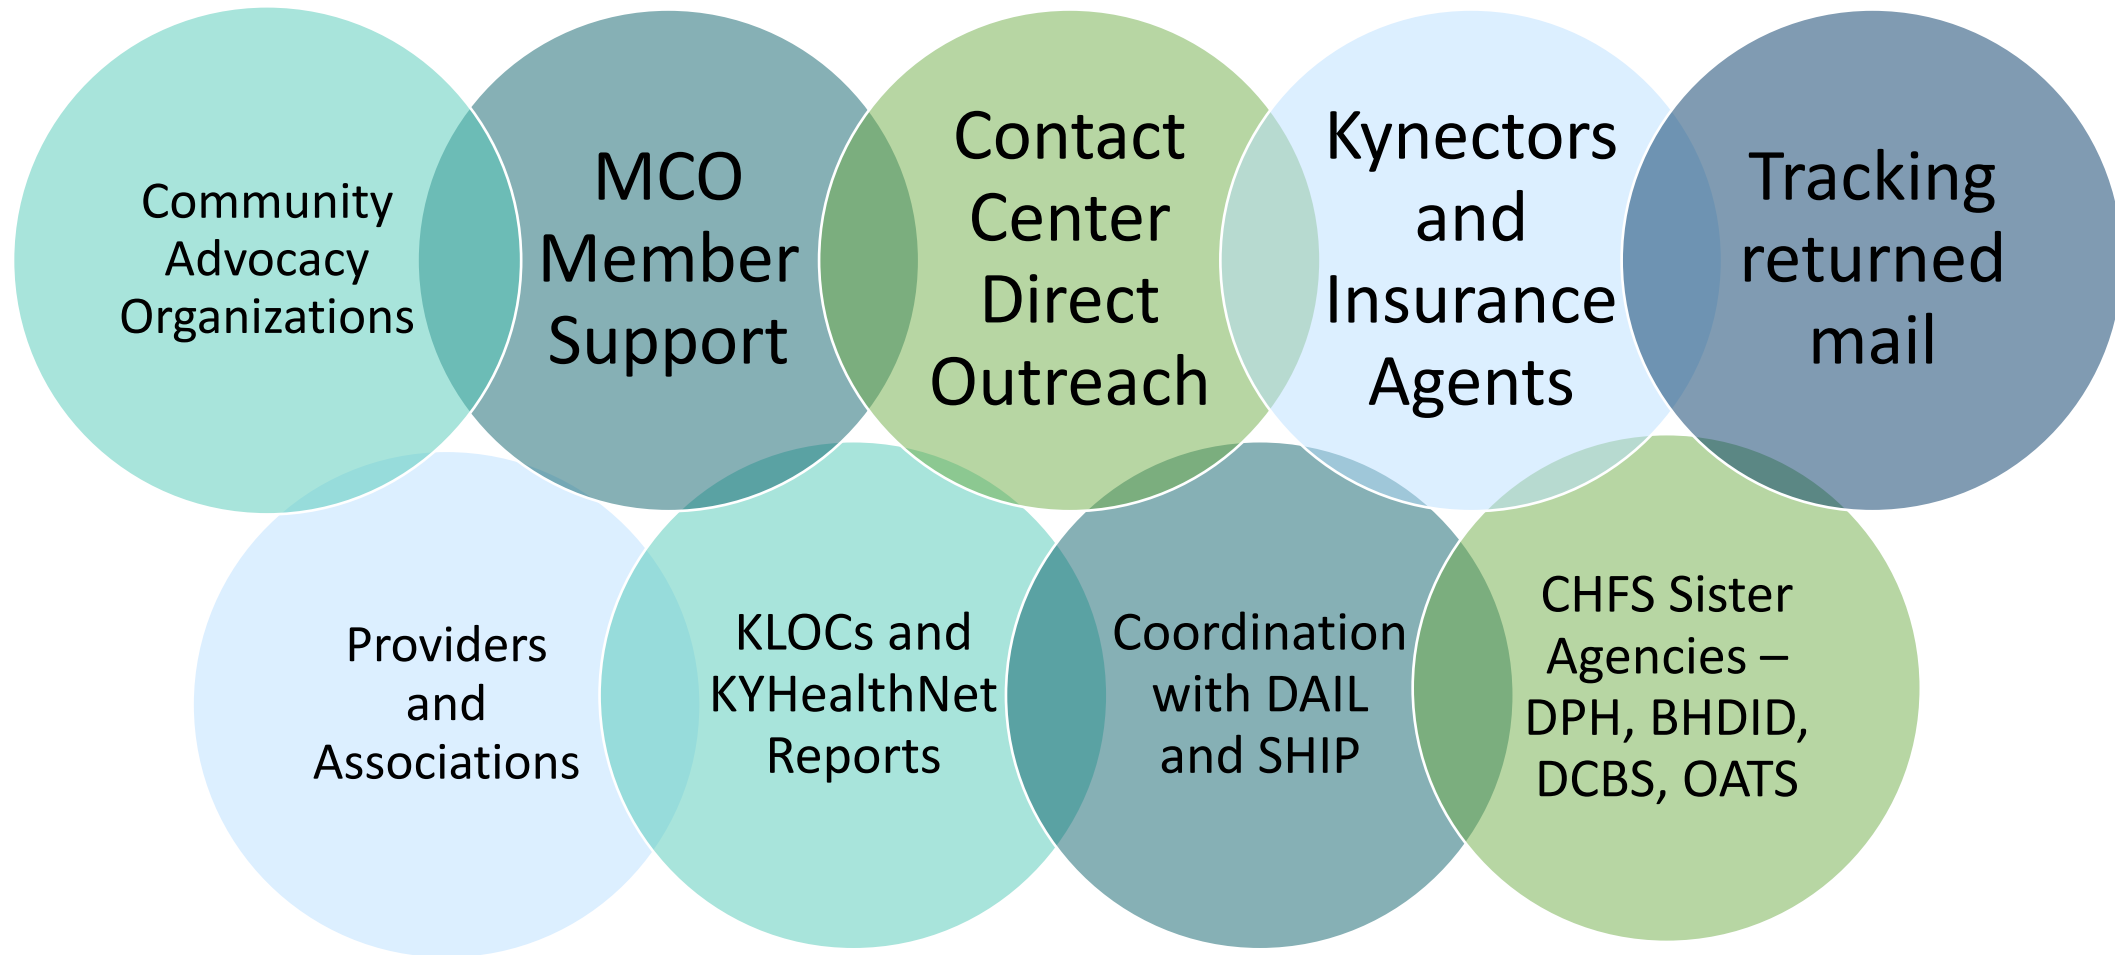 Community
Advocacy
Organizations
MCO
Member
Support
Contact
Center
Direct
Outreach
Kynectors
and
Insurance
Agents
Tracking
returned
mail
Providers
and
Associations
KLOCs and
KYHealthNet
Reports
Coordination
with DAIL
and SHIP
CHFS Sister
Agencies –
DPH, BHDID,
DCBS, OATS